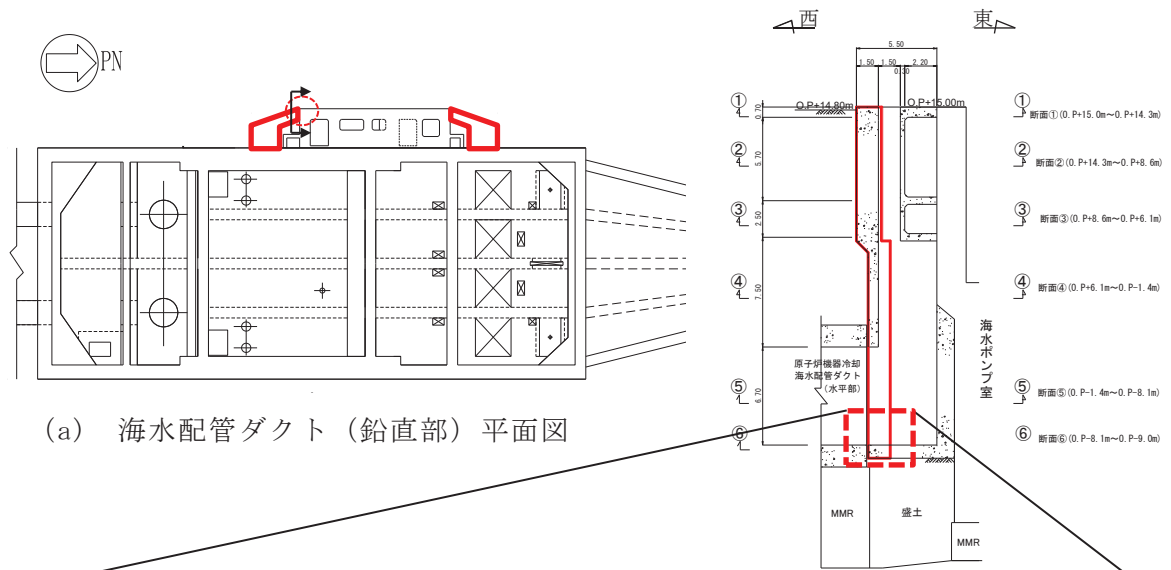 PN
(a) 海水配管ダクト（鉛直部）平面図
西
東
5.50
1.50
1.50
2.20
0.30
①
O.P+14.80m
O.P+15.00m
①
断面①(O.P+15.0m～O.P+14.3m)
0.70
②
②
断面②(O.P+14.3m～O.P+8.6m)
5.70
③
③
断面③(O.P+8.6m～O.P+6.1m)
2.50
④
④
断面④(O.P+6.1m～O.P-1.4m)
7.50
海水ポンプ室
原子炉機器冷却
海水配管ダクト
(水平部)
⑤
⑤
断面⑤(O.P-1.4m～O.P-8.1m)
6.70
⑥
⑥
断面⑥(O.P-8.1m～O.P-9.0m)
MMR
盛土
MMR